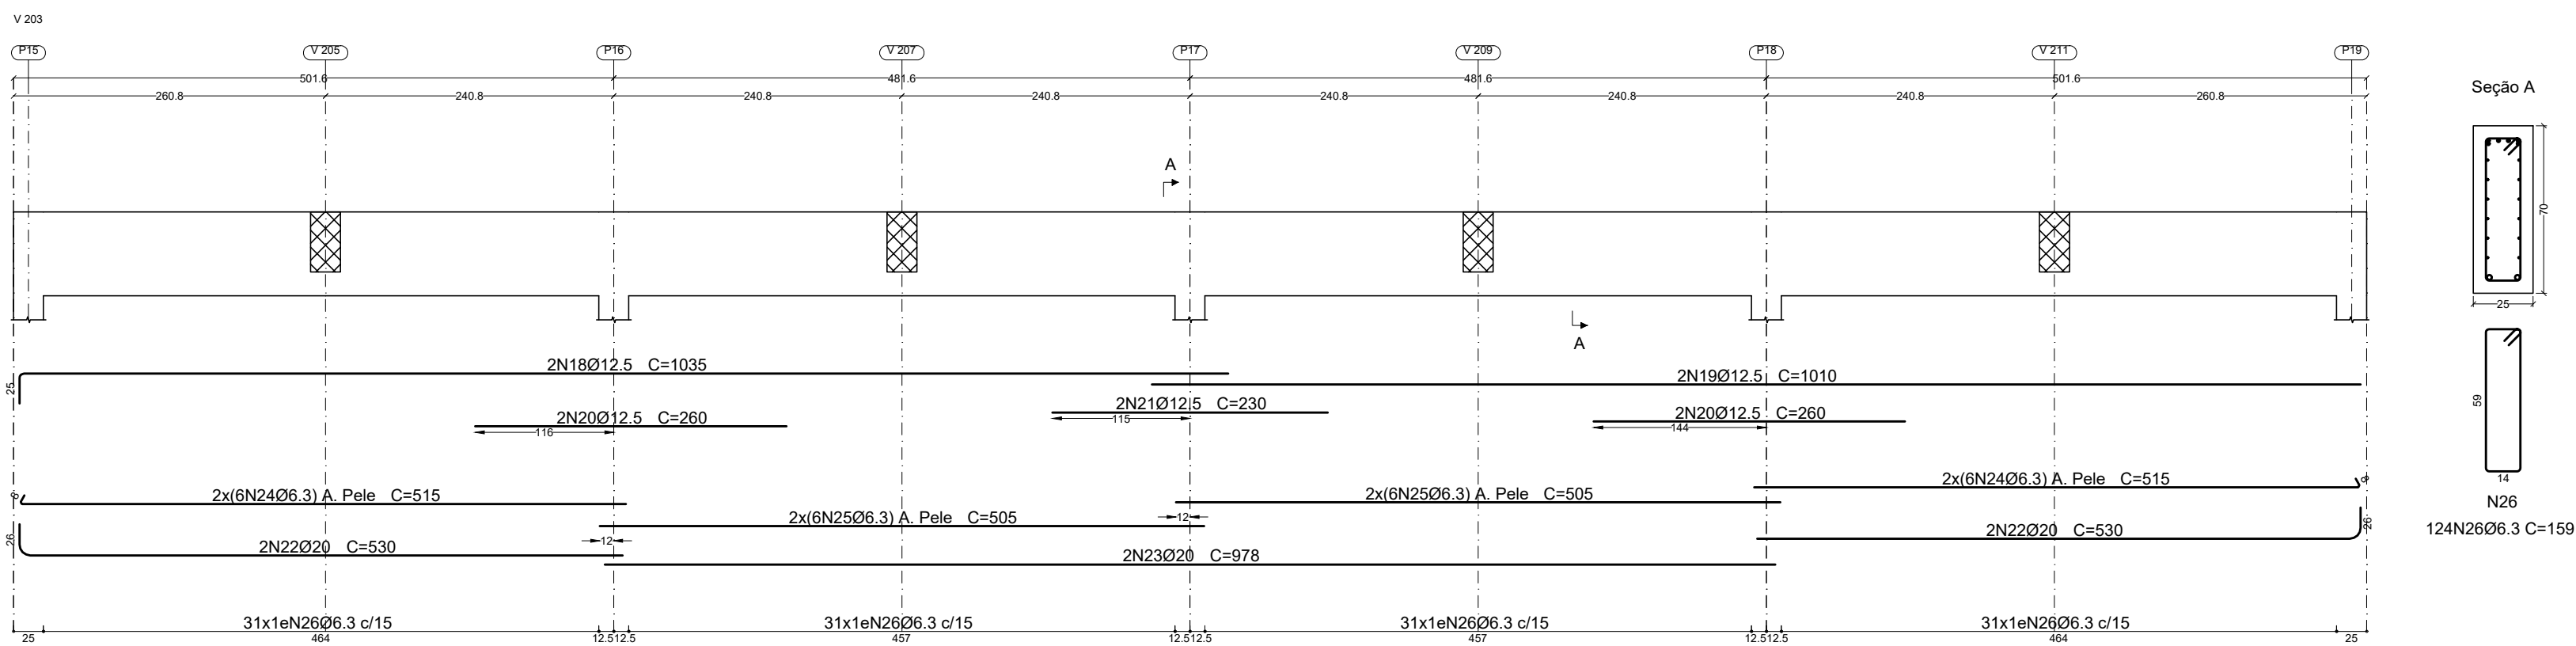 V 203
P15 V 205 P16 V 207 P17 V 209 P18 V 211 P19
501.6 481.6 481.6 501.6
260.8 240.8 240.8 240.8 240.8 240.8 240.8 260.8
Seção A
A
70
25
A
2N18Ø12.5 C=1035
25
2N19Ø12.5 C=1010
2N21Ø12.5 C=230
115
2N20Ø12.5 C=260
116
2N20Ø12.5 C=260
144
59
14
N26
124N26Ø6.3 C=159
2x(6N24Ø6.3) A. Pele C=515
8
2x(6N24Ø6.3) A. Pele C=515
8
2x(6N25Ø6.3) A. Pele C=505
12
2x(6N25Ø6.3) A. Pele C=505
12
2N22Ø20 C=530
26
2N22Ø20 C=530
26
2N23Ø20 C=978
31x1eN26Ø6.3 c/15 31x1eN26Ø6.3 c/15 31x1eN26Ø6.3 c/15 31x1eN26Ø6.3 c/15
25 464 12.5 12.5 457 12.5 12.5 457 12.5 12.5 464 25